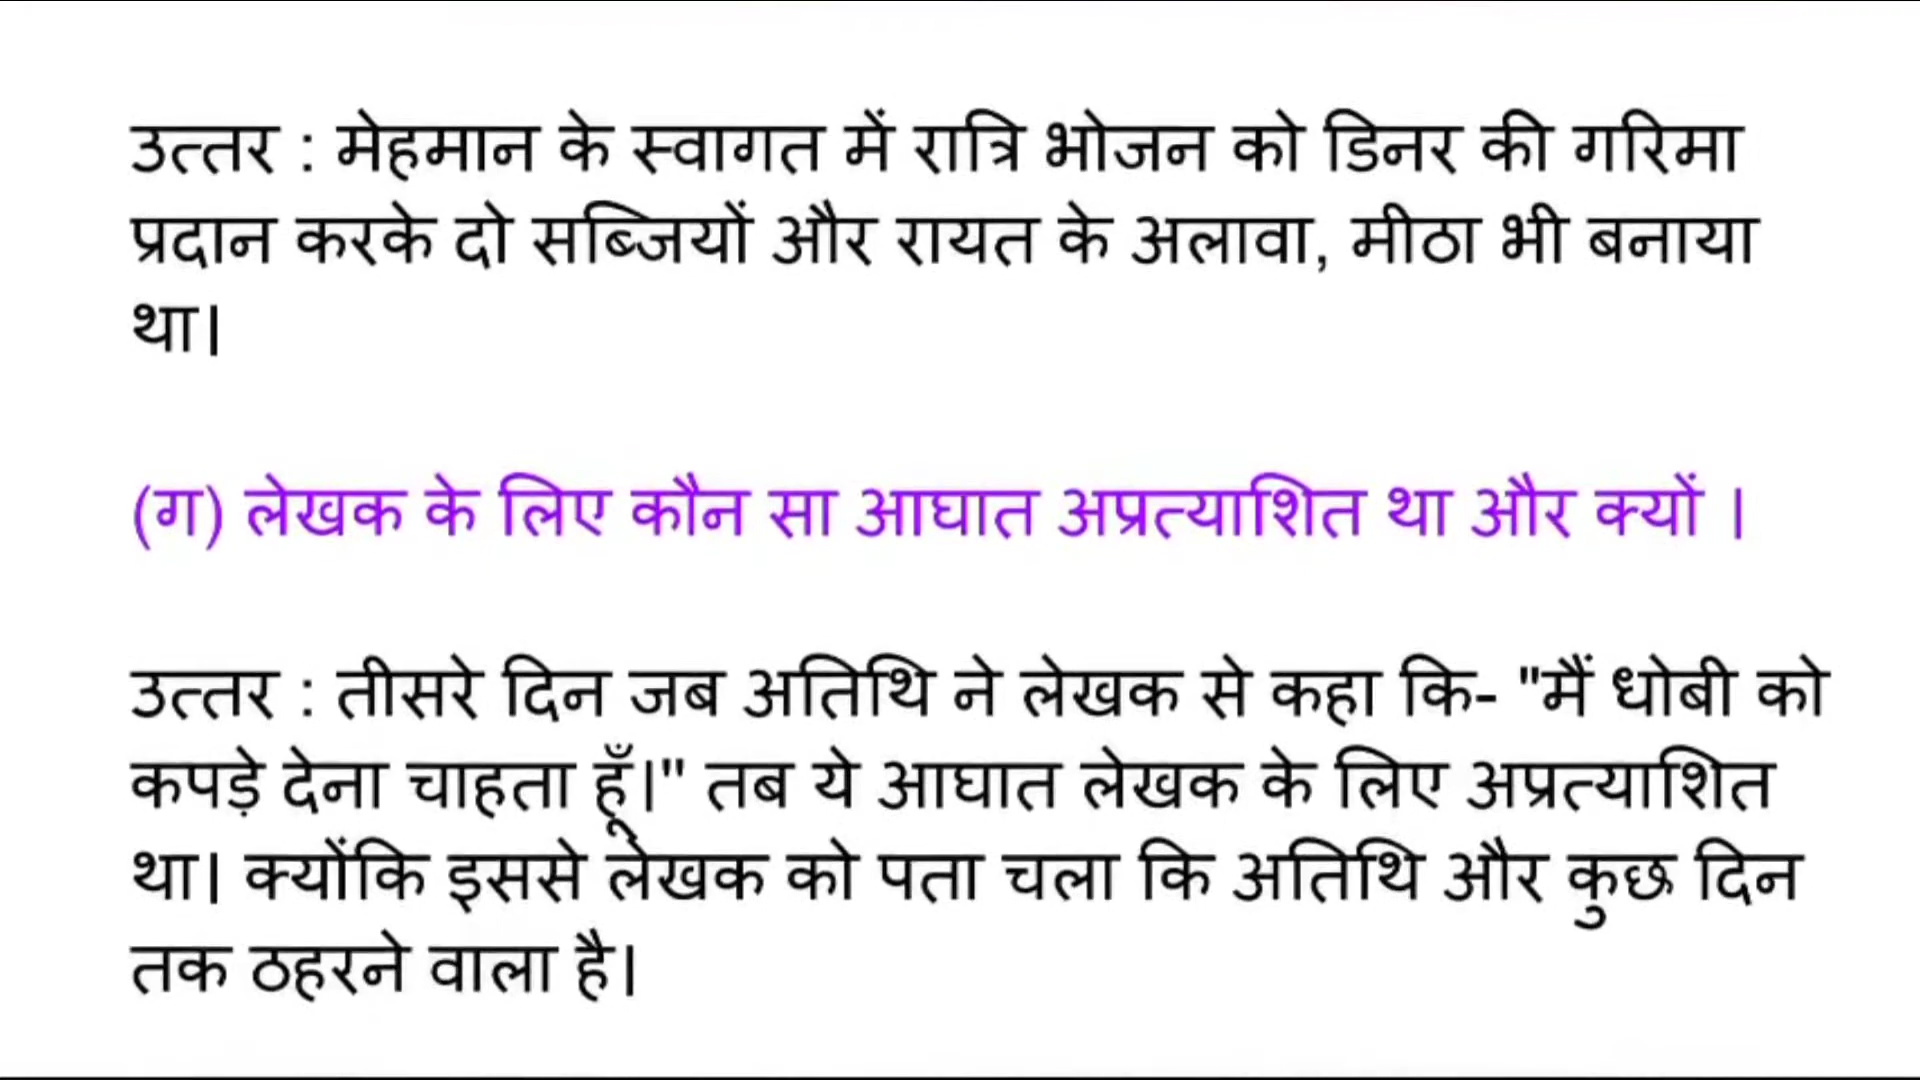 उत्तर : मेहमान के स्वागत में रात्रि भोजन को डिनर की गरिमा
प्रदान करके दो सब्जियों और रायत के अलावा, मीठा भी बनाया
था।
(ग) लेखक के लिए कौन सा आघात अप्रत्याशित था और क्यों ।
उत्तर : तीसरे दिन जब अतिथि ने लेखक से कहा कि- "मैं धोबी को
कपड़े देना चाहता हूँ।" तब ये आघात लेखक के लिए अप्रत्याशित
था। क्योंकि इससे लेखक को पता चला कि अतिथि और कुछ दिन
तक ठहरने वाला है।